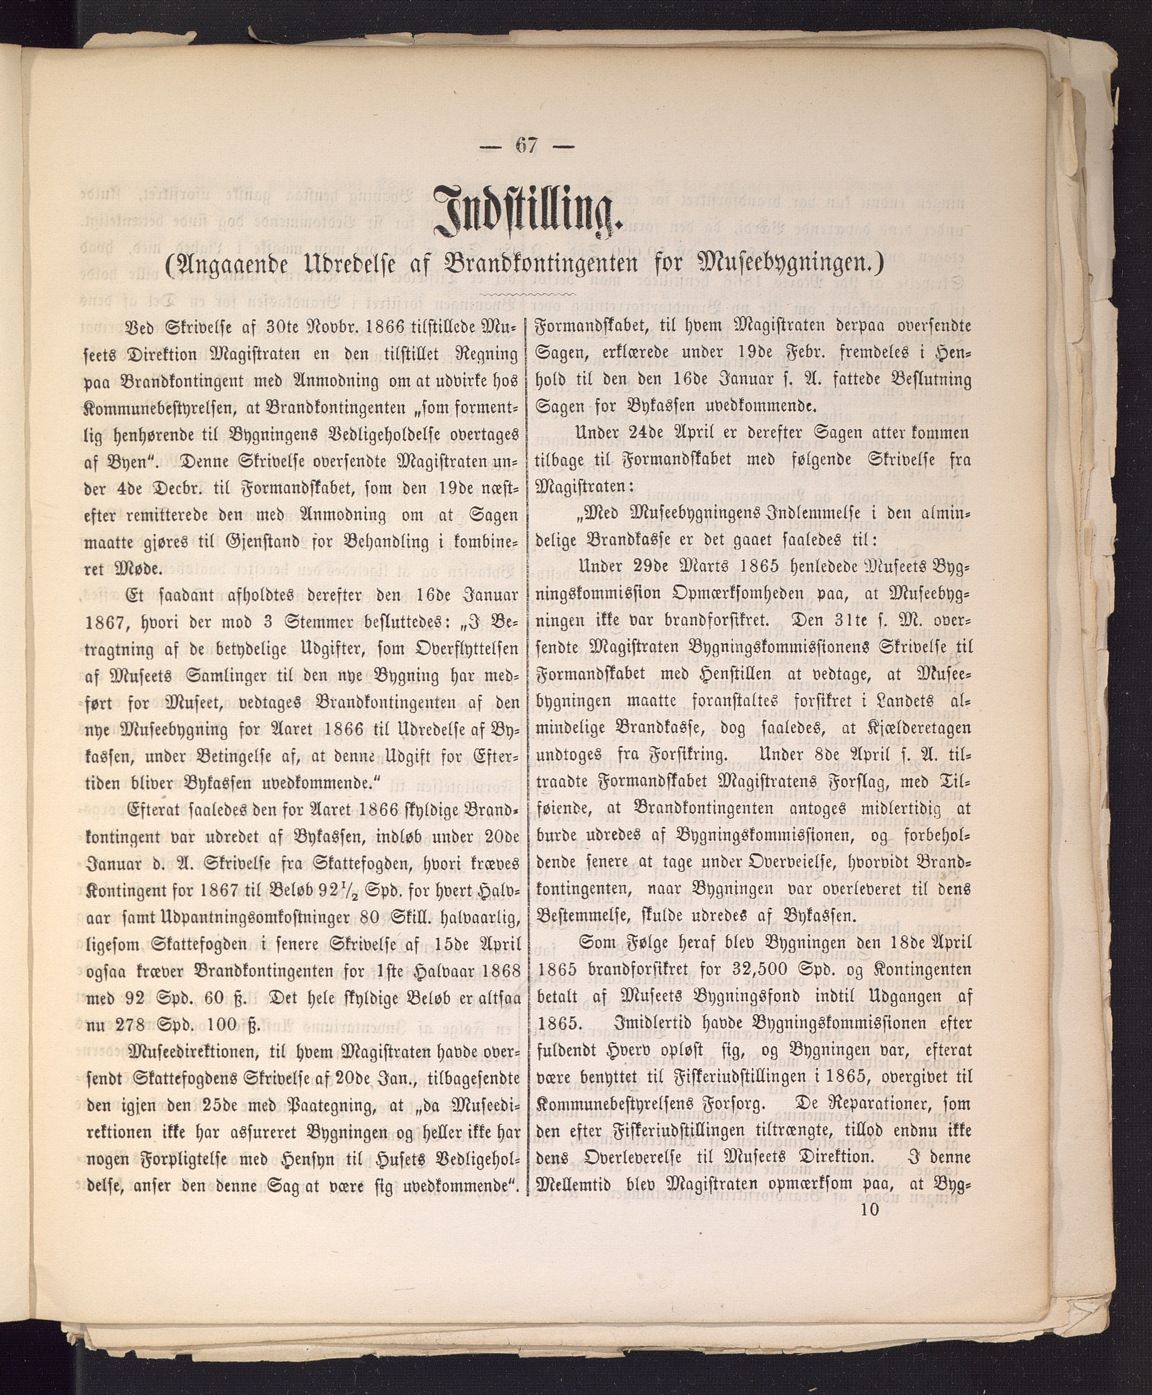 — 67 —
Indstilling.
(Angaaende Udredelse af Brandkontingenten for Museebygningen.)
Ved Skrivelse af 30te Novbr. 1866 tilstillede Mu-
seets Direktion Magistraten en den tilstillet Regning
paa Brandkontingent med Anmodning om at udvirke hos
Kommunebestyrelsen, at Brandkontingenten „som forment-
lig henhørende til Bygningens Vedligeholdelse overtages
af Byen“. Denne Skrivelse oversendte Magistraten un-
der 4de Decbr. til Formandskabet, som den 19de næst-
efter remitterede den med Anmodning om at Sagen
maatte gjøres til Gjenstand for Behandling i kombine-
ret Møde.
Et saadant afholdtes derefter den 16de Januar
1867, hvori der mod 3 Stemmer besluttedes: „I Be-
tragtning af de betydelige Udgifter, som Overflyttelsen
af Museets Samlinger til den nye Bygning har med-
ført for Museet, vedtages Brandkontingenten af den
nye Museebygning for Aaret 1866 til Udredelse af By-
kassen, under Betingelse af, at denne Udgift for Efter-
tiden bliver Bykassen uvedkommende.“
Efterat saaledes den for Aaret 1866 skyldige Brand-
kontingent var udredet af Bykassen, indløb under 20de
Januar d. A. Skrivelse fra Skattefogden, hvori kræves
Kontingent for 1867 til Beløb 92 1/2 Spd. for hvert Halv-
aar samt Udpantningsomkostninger 80 Skill. halvaarlig,
ligesom Skattefogden i senere Skrivelse af 15de April
ogsaa kræver Brandkontingenten for 1ste Halvaar 1868
med 92 Spd. 60 ß. Det hele skyldige Beløb er altsaa
nu 278 Spd. 100 ß.
Museedirektionen, til hvem Magistraten havde over-
sendt Skattefogdens Skrivelse af 20de Jan., tilbagesendte
den igjen den 25de med Paategning, at „da Museedi-
rektionen ikke har assureret Bygningen og heller ikke har
nogen Forpligtelse med Hensyn til Husets Vedligehol-
delse, anser den denne Sag at være sig uvedkommende“.
Formandskabet, til hvem Magistraten derpaa oversendte
Sagen, erklærede under 19de Febr. fremdeles i Hen-
hold til den den 16de Januar f. A. fattede Beslutning
Sagen for Bykassen uvedkommende.
Under 24de April er derefter Sagen atter kommen
tilbage til Formandskabet med følgende Skrivelse fra
Magistraten:
„Med Museebygningens Indlemmelse i den almin-
delige Brandkasse er det gaaet saaledes til:
Under 29de Marts 1865 henledede Museets Byg-
ningskommission Opmærksomheden paa, at Museebyg-
ningen ikke var brandforsikret. Den 31te s. M. over-
sendte Magistraten Bygningskommissionens Skrivelse til
Formandskabet med Henstillen at vedtage, at Musee-
bygningen maatte foranstaltes forsikret i Landets al-
mindelige Brandkasse, dog saaledes, at Kjælderetagen
undtoges fra Forsikring. Under 8de April s. A. til-
traadte Formandskabet Magistratens Forslag, med Til-
føiende, at Brandkontingenten antoges midlertidig at
burde udredes af Bygningskommissionen, og forbehol-
dende senere at tage under Overveielse, hvorvidt Brand-
kontingenten, naar Bygningen var overleveret til dens
Bestemmelse, skulde udredes af Bykassen.
Som Følge heraf blev Bygningen den 18de April
1865 brandforsikret for 32,500 Spd. og Kontingenten
betalt af Museets Bygningsfond indtil Udgangen af
1865. Imidlertid havde Bygningskommissionen efter
fuldendt Hverv opløst sig, og Bygningen var, efterat
være benyttet til Fiskeriudstillingen i 1865, overgivet til
Kommunebestyrelsens Forsorg. De Reparationer, som
den efter Fiskeriudstillingen tiltrængte, tillod endnu ikke
dens Overleverelse til Museets Direktion. I denne
Mellemtid blev Magistraten opmærksom paa, at Byg-
10